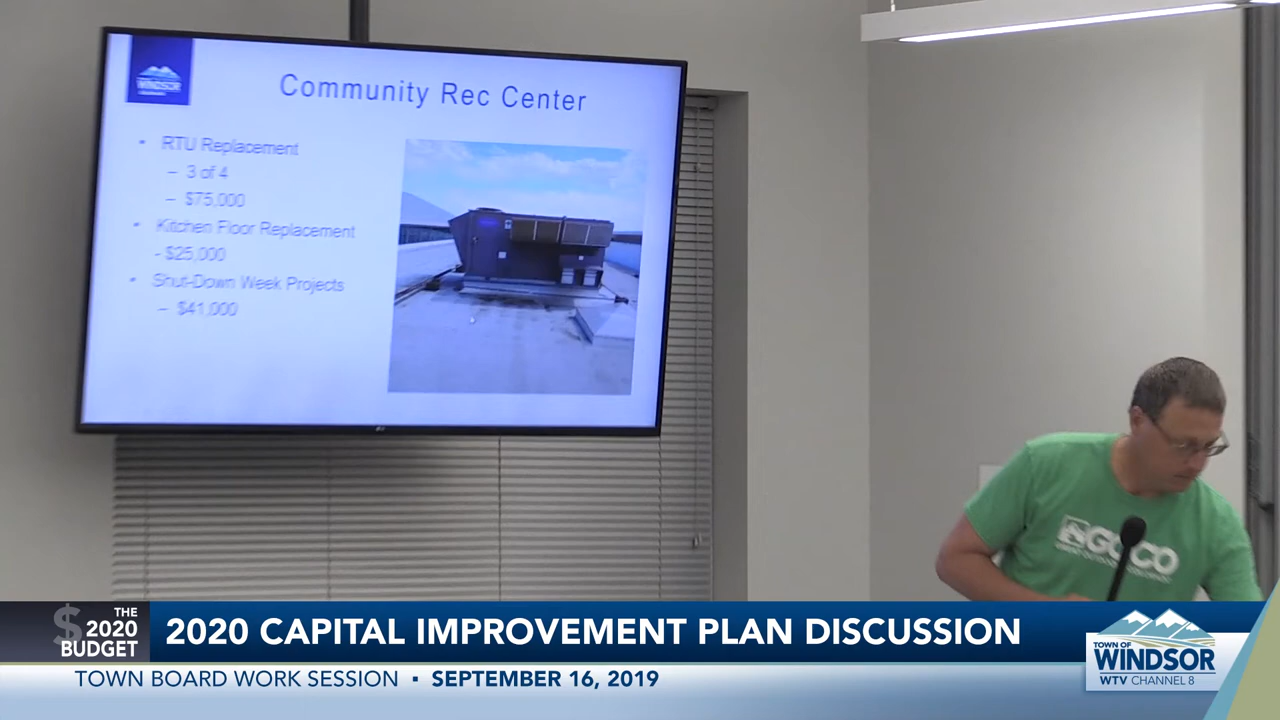 WINDSOR
Community Rec Center
• RTU Replacement
– 3 of 4
– $75,000
• Kitchen Floor Replacement
- $25,000
• Shut-Down Week Projects
– $41,000
GOCO
$ THE
2020
BUDGET
2020 CAPITAL IMPROVEMENT PLAN DISCUSSION
TOWN BOARD WORK SESSION ▪ SEPTEMBER 16, 2019
TOWN OF
WINDSOR
WTV CHANNEL 8